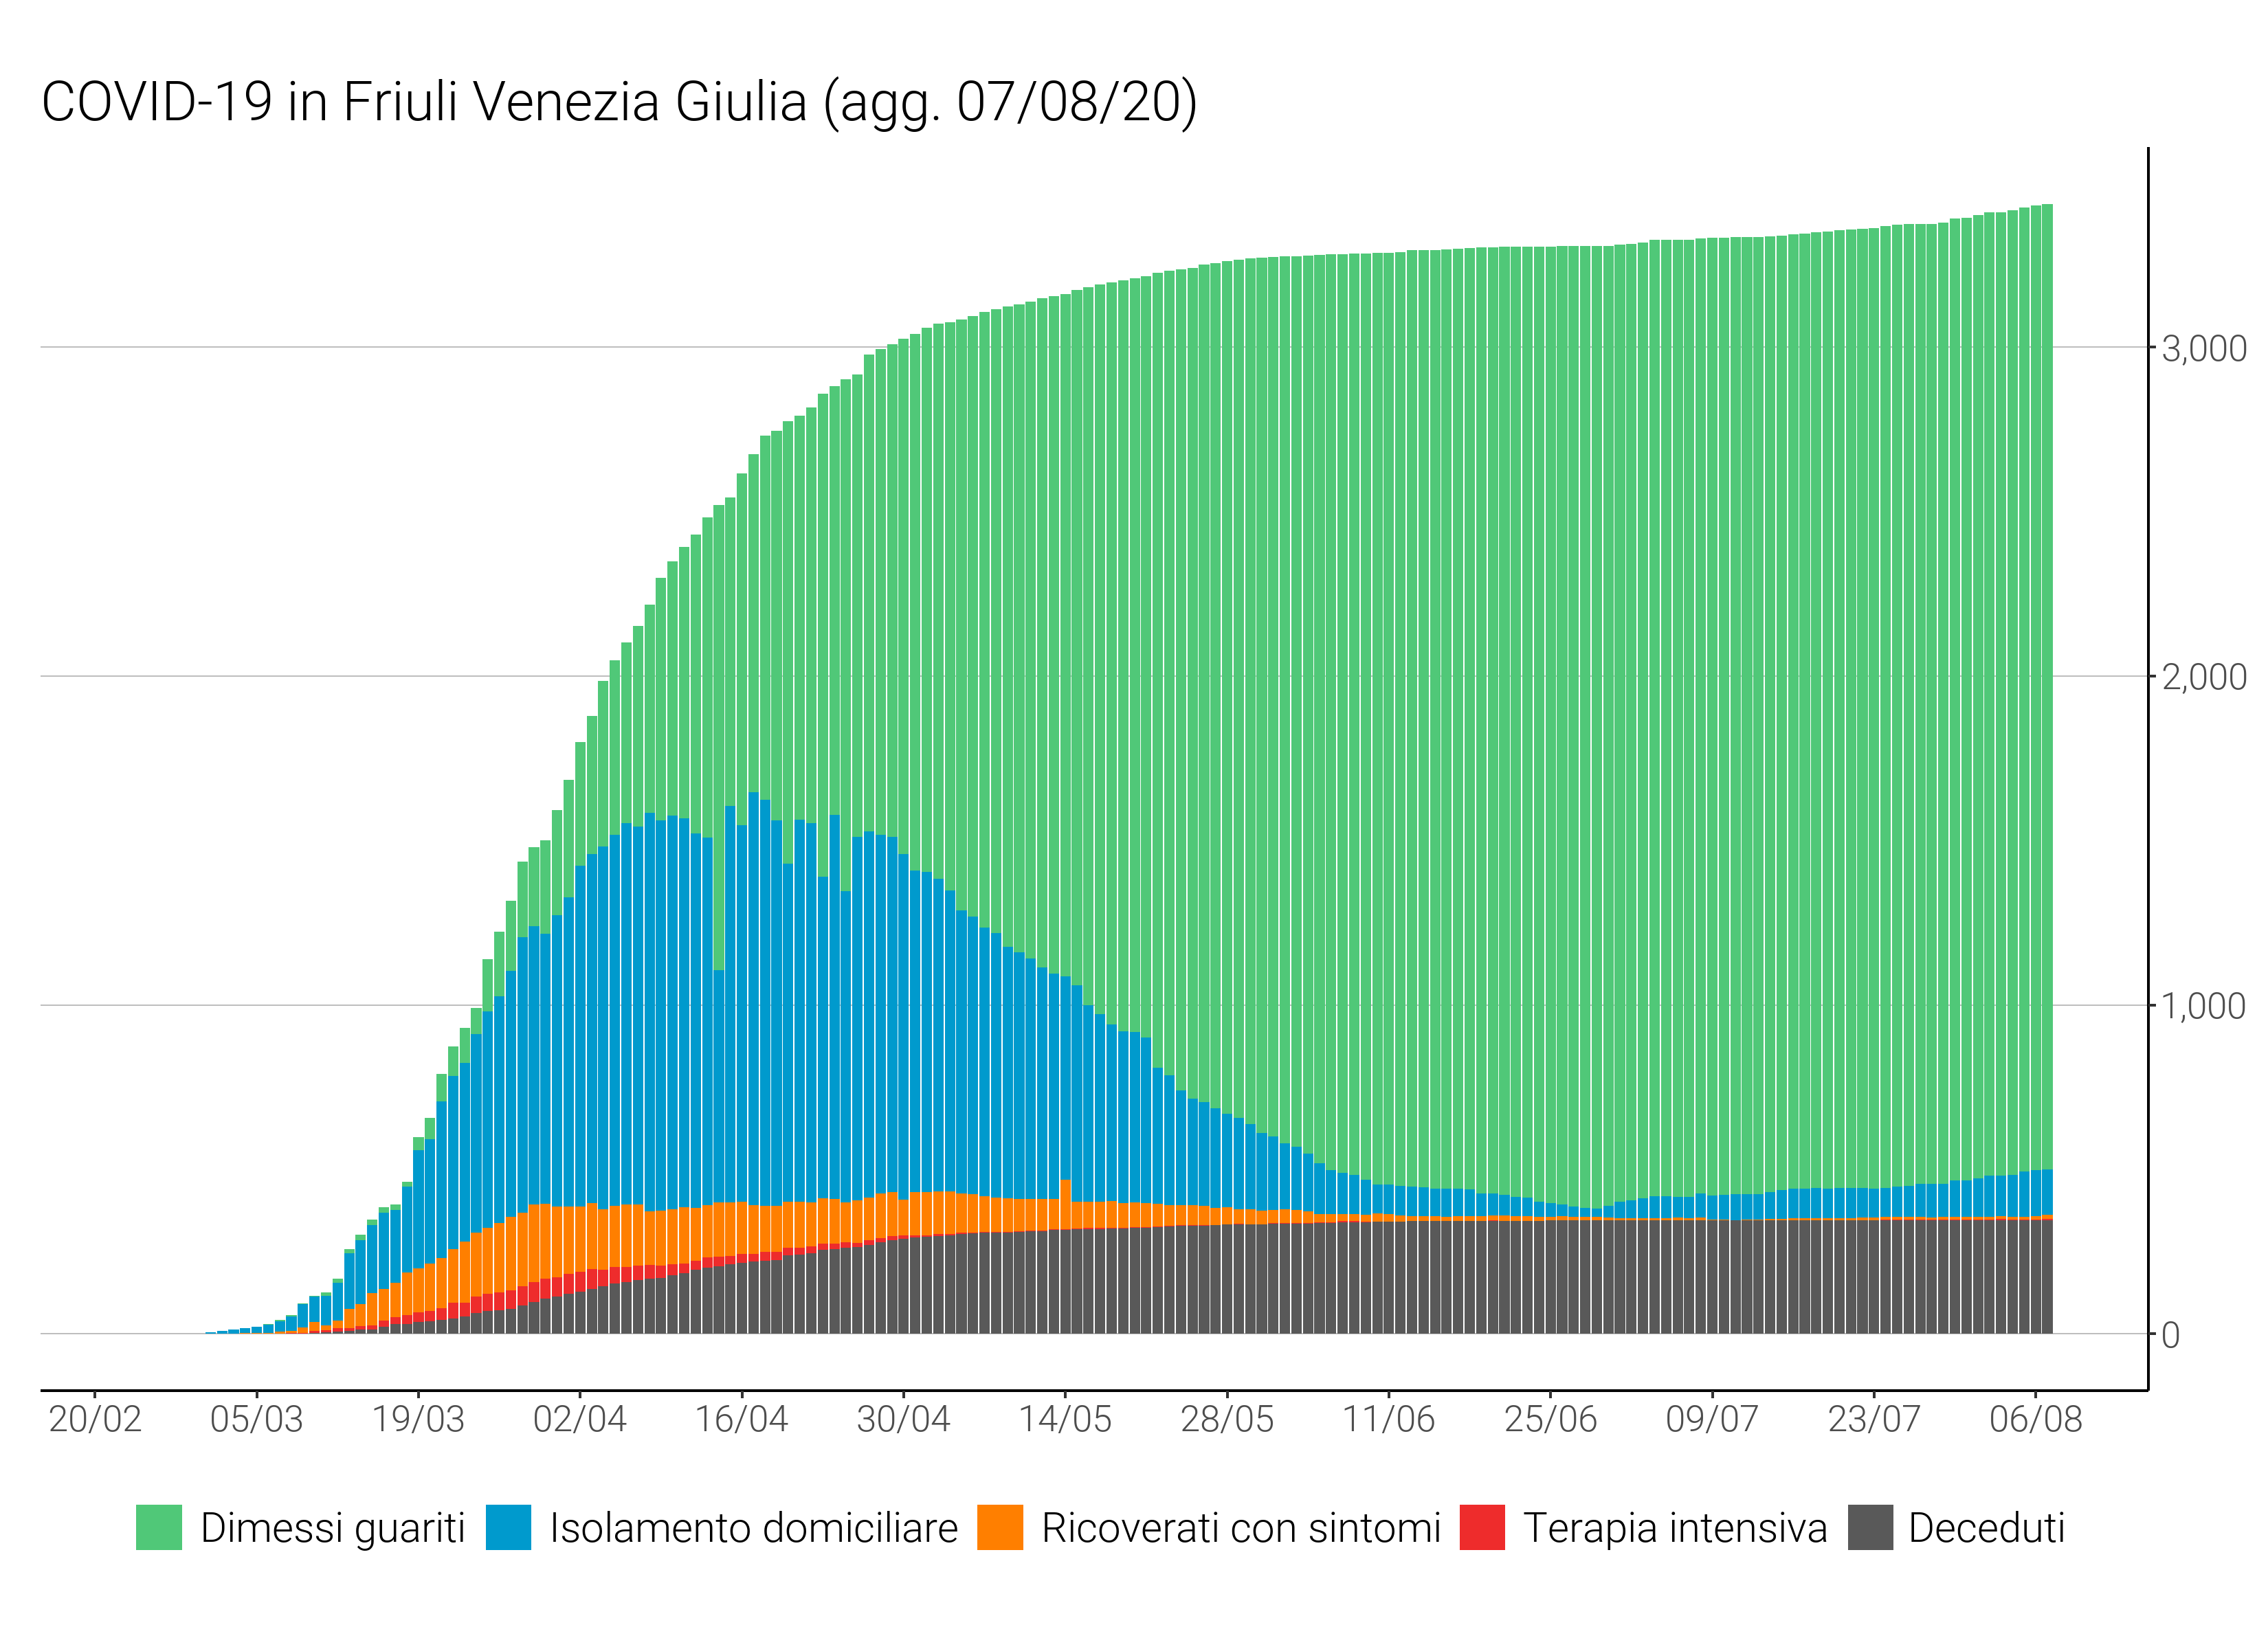 COVID-19 in Friuli Venezia Giulia (agg. 07/08/20)
3,000
2,000
1,000
0
20/02 05/03 19/03 02/04 16/04 30/04 14/05 28/05 11/06 25/06 09/07 23/07 06/08
Dimessi guariti Isolamento domiciliare Ricoverati con sintomi Terapia intensiva Deceduti